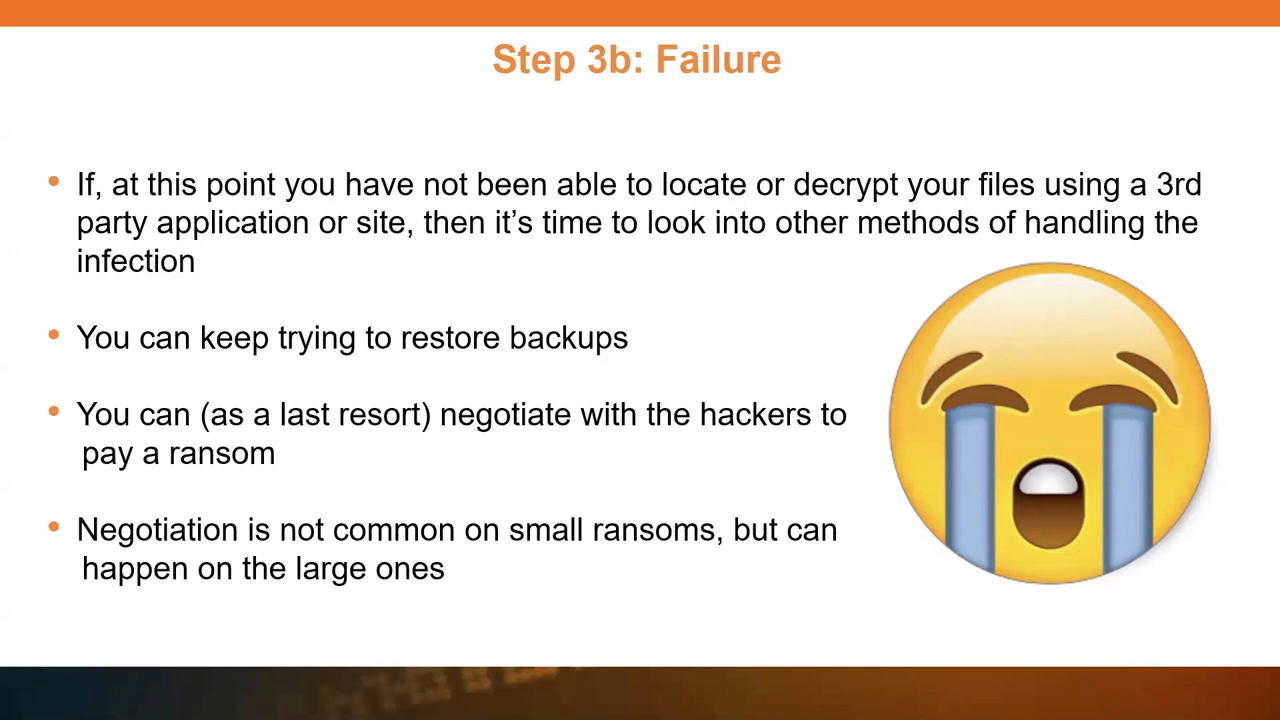 Step 3b: Failure
• If, at this point you have not been able to locate or decrypt your files using a 3rd
party application or site, then it’s time to look into other methods of handling the
infection
• You can keep trying to restore backups
• You can (as a last resort) negotiate with the hackers to
pay a ransom
• Negotiation is not common on small ransoms, but can
happen on the large ones